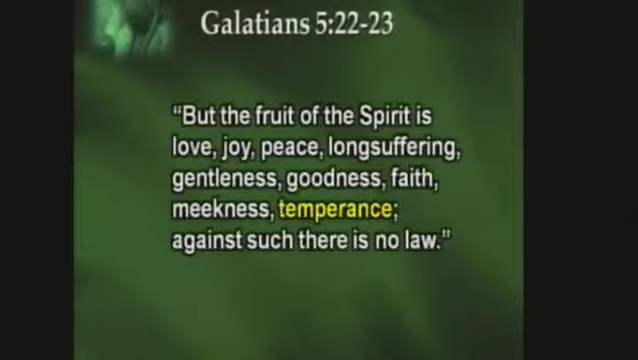 Galatians 5:22-23
“But the fruit of the Spirit is
love, joy, peace, longsuffering,
gentleness, goodness, faith,
meekness, temperance;
against such there is no law.”